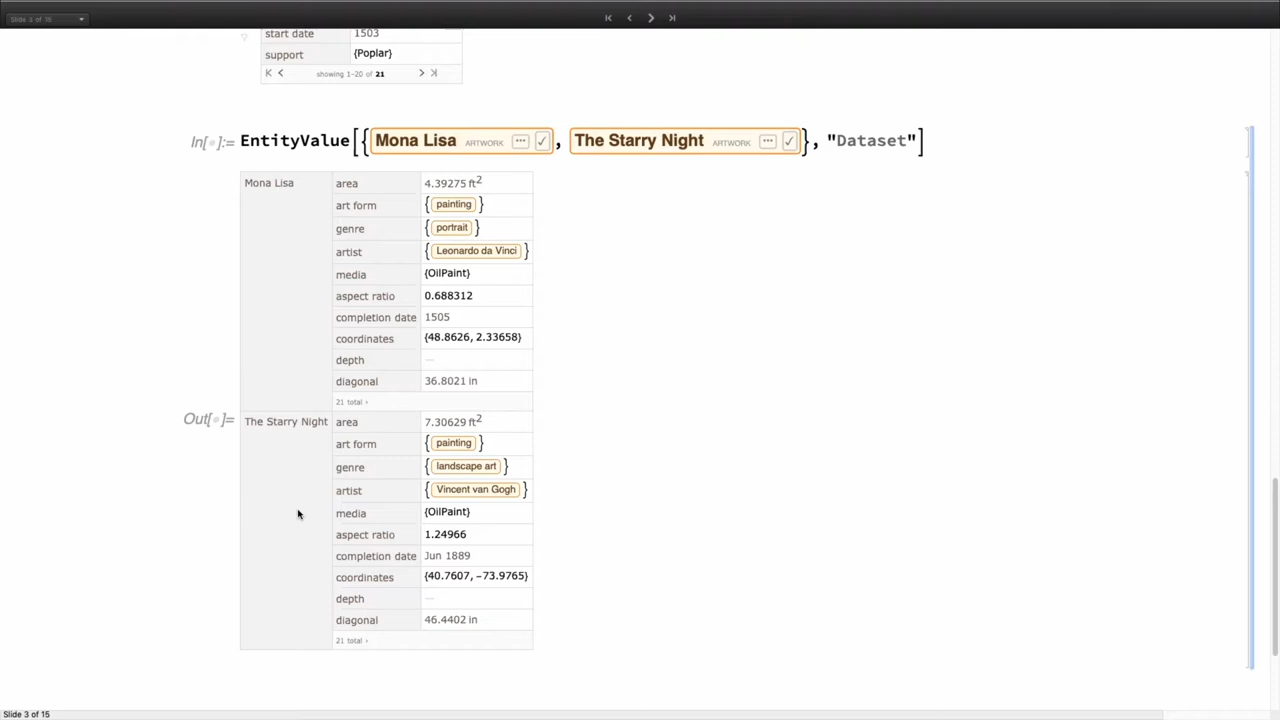 Slide 3 of 15
start date 1503
support {Poplar}
showing 1-20 of 21
In[ ]:= EntityValue[{Mona Lisa ARTWORK ... ✓, The Starry Night ARTWORK ... ✓}, "Dataset"]
Mona Lisa area 4.39275 ft²
art form {painting}
genre {portrait}
artist {Leonardo da Vinci}
media {OilPaint}
aspect ratio 0.688312
completion date 1505
coordinates {48.8626, 2.33658}
depth —
diagonal 36.8021 in
21 total ›
Out[ ]=
The Starry Night area 7.30629 ft²
art form {painting}
genre {landscape art}
artist {Vincent van Gogh}
media {OilPaint}
aspect ratio 1.24966
completion date Jun 1889
coordinates {40.7607, -73.9765}
depth —
diagonal 46.4402 in
21 total ›
Slide 3 of 15